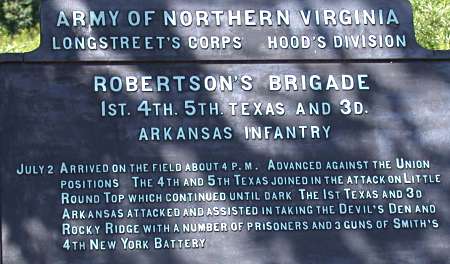 ARMY OF NORTHERN VIRGINIA
LONGSTREET'S CORPS HOOD'S DIVISION
ROBERTSON'S BRIGADE
1ST. 4TH. 5TH. TEXAS AND 3D.
ARKANSAS INFANTRY
JULY 2 ARRIVED ON THE FIELD ABOUT 4 P.M. ADVANCED AGAINST THE UNION
POSITIONS THE 4TH AND 5TH TEXAS JOINED IN THE ATTACK ON LITTLE
ROUND TOP WHICH CONTINUED UNTIL DARK THE 1ST TEXAS AND 3D
ARKANSAS ATTACKED AND ASSISTED IN TAKING THE DEVIL'S DEN AND
ROCKY RIDGE WITH A NUMBER OF PRISONERS AND 3 GUNS OF SMITH'S
4TH NEW YORK BATTERY